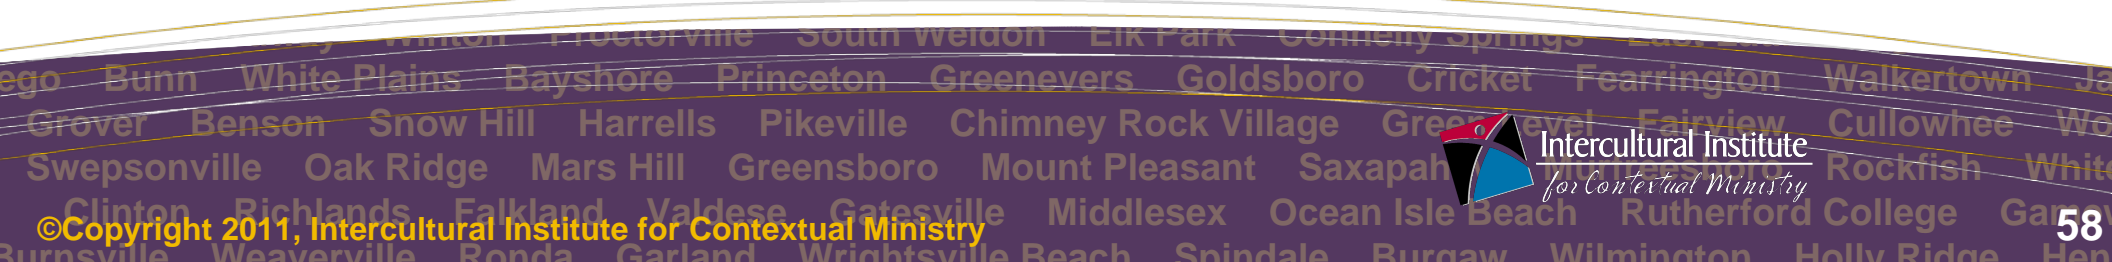 Winton Proctorville South Weldon Elk Park Connelly Springs
Bunn White Plains Bayshore Princeton Greenevers Goldsboro Cricket Fearrington Walkertown
Grover Benson Snow Hill Harrells Pikeville Chimney Rock Village Fairview Cullowhee
Intercultural Institute
Swepsonville Oak Ridge Mars Hill Greensboro Mount Pleasant Rockfish
for Contextual Ministry
Clinton Richlands Falkland Valdese Gatesville Middlesex Ocean Isle Beach Rutherford College
©Copyright 2011, Intercultural Institute for Contextual Ministry
58
Burnsville Weaverville Ronda Garland Wrightsville Beach Spindale Burgaw Wilmington Holly Ridge